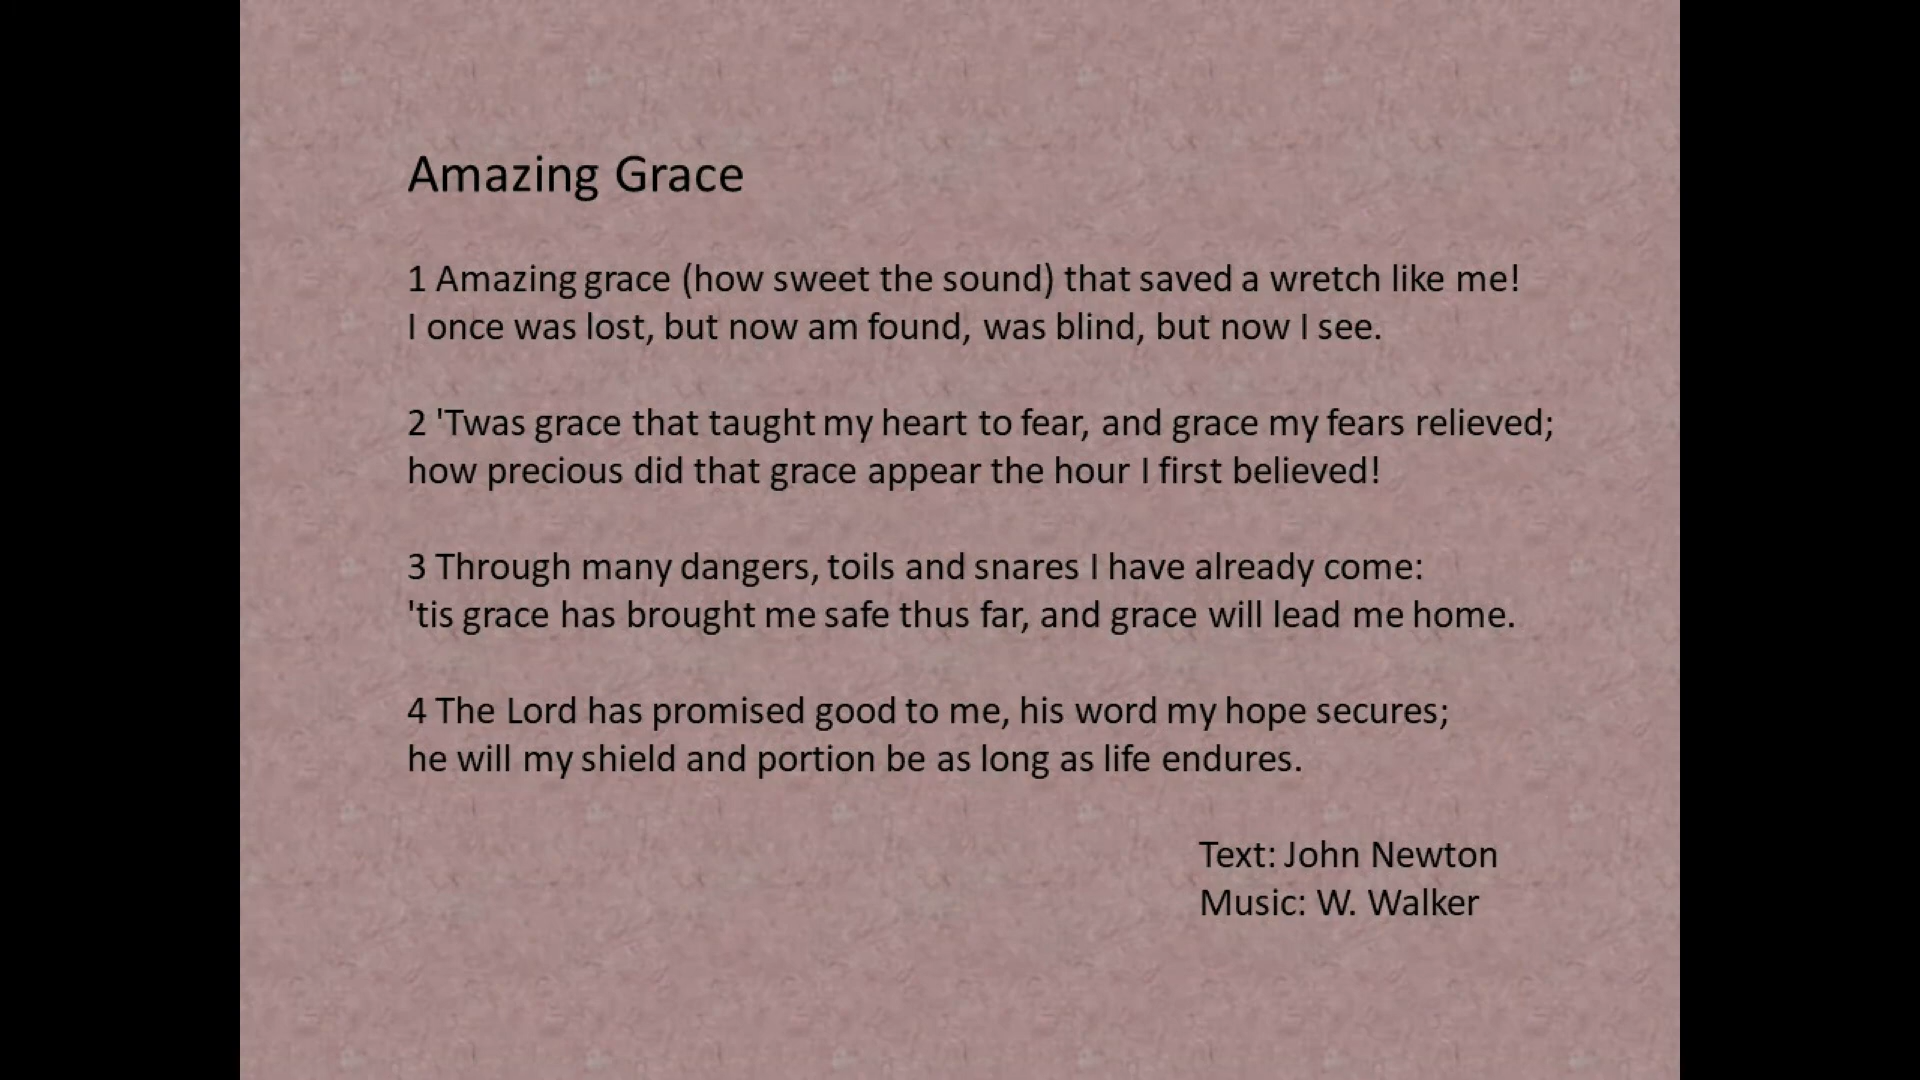 Amazing Grace
1 Amazing grace (how sweet the sound) that saved a wretch like me!
I once was lost, but now am found, was blind, but now I see.
2 'Twas grace that taught my heart to fear, and grace my fears relieved;
how precious did that grace appear the hour I first believed!
3 Through many dangers, toils and snares I have already come:
'tis grace has brought me safe thus far, and grace will lead me home.
4 The Lord has promised good to me, his word my hope secures;
he will my shield and portion be as long as life endures.
Text: John Newton
Music: W. Walker